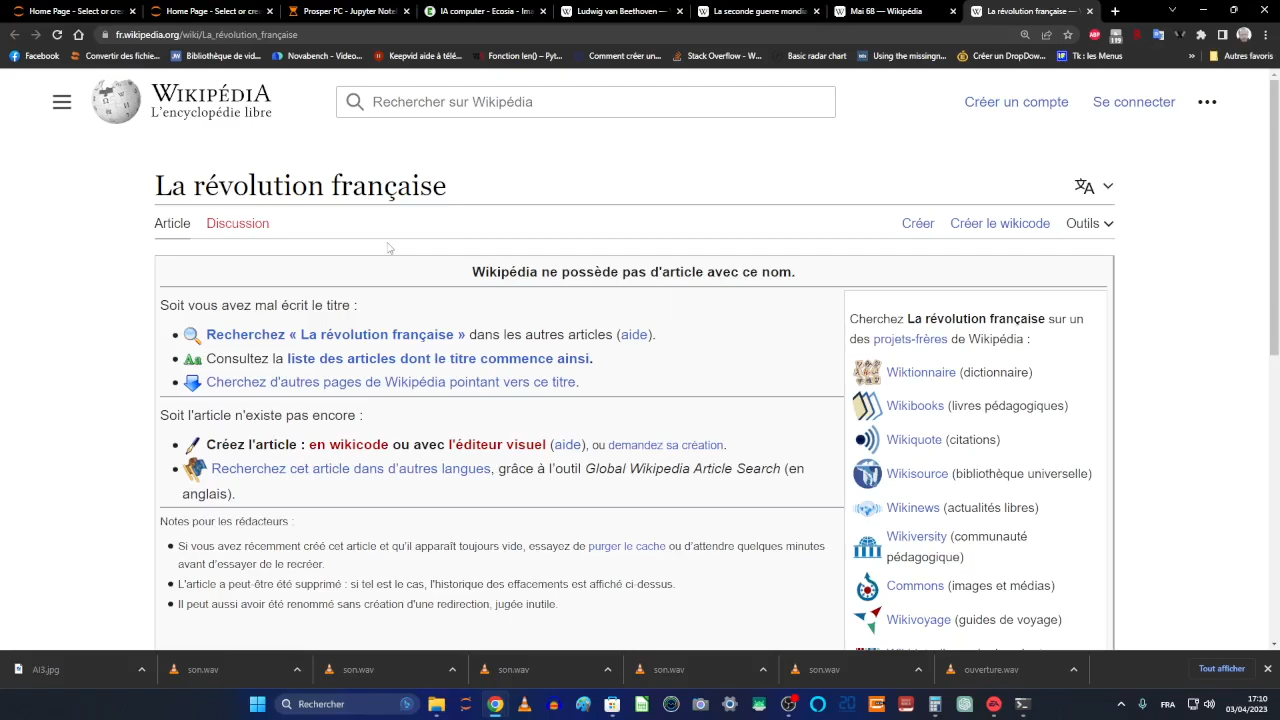 Home Page - Select or crea
Home Page - Select or crea
Prosper PC - Jupyter Notel
IA computer - Ecosia - Im
Ludwig van Beethoven —
La seconde guerre mondi
Mai 68 — Wikipédia
La révolution française —
fr.wikipedia.org/wiki/La_révolution_française
Facebook
Conversion de fichie...
Bibliothèque de vid...
Novabench - Video...
Keepvid aide à télé...
Fonction len() – Pyt...
Comment créer un...
Stack Overflow - W...
Basic radar chart
Using the missingn...
Création d'un DropDow...
Tk : les Menus
»
Autres favoris
WIKIPÉDIA
L'encyclopédie libre
Rechercher sur Wikipédia
Créer un compte
Se connecter
La révolution française
Article
Discussion
Créer
Créer le wikicode
Outils
Wikipédia ne possède pas d'article avec ce nom.
Soit vous avez mal écrit le titre :
Recherchez « La révolution française » dans les autres articles (aide).
Consultez la liste des articles dont le titre commence ainsi.
Cherchez d'autres pages de Wikipédia pointant vers ce titre.
Soit l'article n'existe pas encore :
Créez l'article : en wikicode ou avec l'éditeur visuel (aide), ou demandez sa création.
Recherchez cet article dans d'autres langues, grâce à l'outil Global Wikipedia Article Search (en
anglais).
Notes pour les rédacteurs :
Si vous avez récemment créé cet article et qu'il apparaît toujours vide, essayez de purger le cache ou d'attendre quelques minutes
avant d'essayer de le recréer.
L'article a peut-être été supprimé : si tel est le cas, l'historique des effacements est affiché ci-dessus.
Il peut aussi avoir été renommé sans création d'une redirection, jugée inutile.
Cherchez La révolution française sur un
des projets-frères de Wikipédia :
Wiktionnaire (dictionnaire)
Wikibooks (livres pédagogiques)
Wikiquote (citations)
Wikisource (bibliothèque universelle)
Wikinews (actualités libres)
Wikiversity (communauté
pédagogique)
Commons (images et médias)
Wikivoyage (guides de voyage)
AI3.jpg
son.wav
son.wav
son.wav
son.wav
son.wav
ouverture.wav
Tout afficher
Rechercher
FRA
17:10
03/04/2023